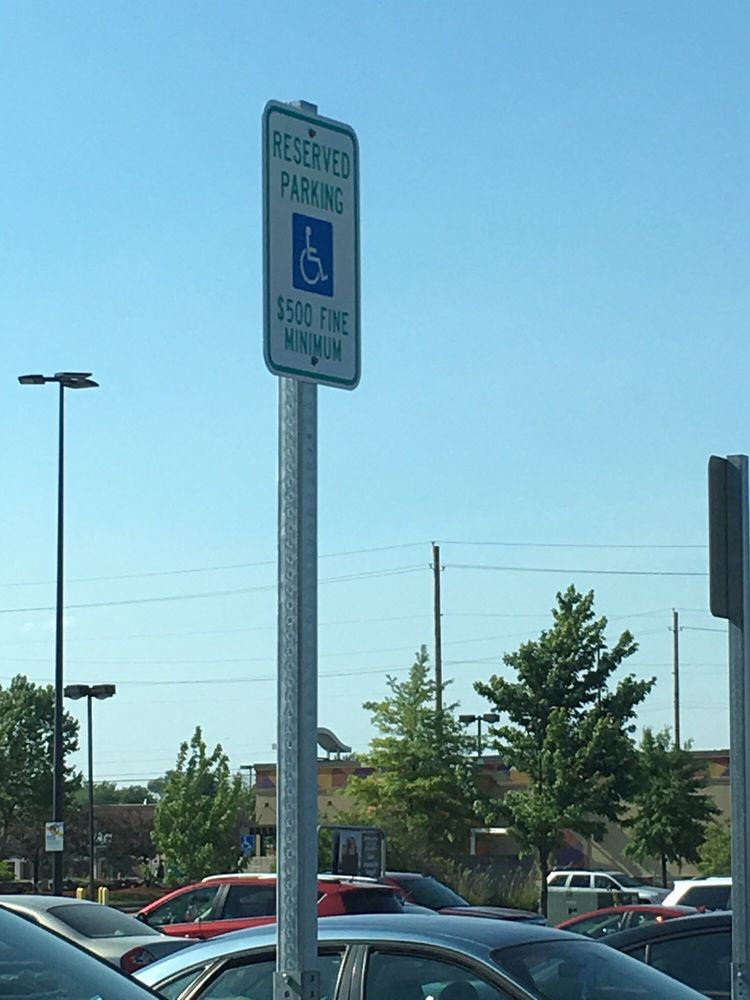 RESERVED
PARKING
$500 FINE
MINIMUM